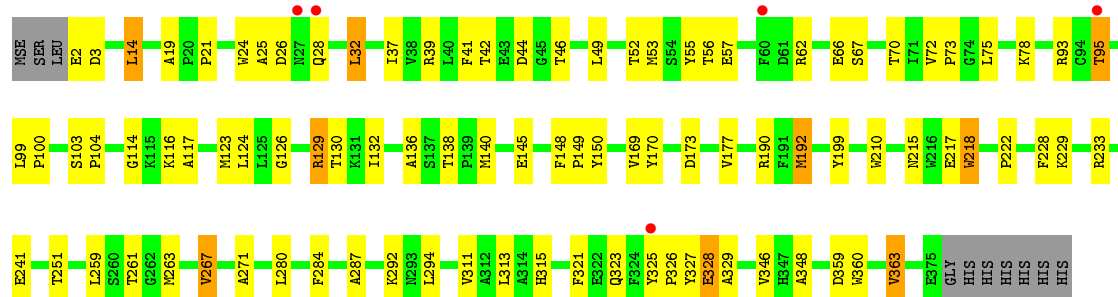 MSE SER LEU E2 D3 L14 A19 P20 P21 W24 A25 D26 N27 Q28 L32 I37 V38 R39 L40 F41 T42 E43 D44 G45 T46 L49 T52 M53 S54 Y55 T56 E57 F60 D61 R62 E66 S67 T70 I71 V72 P73 G74 L75 K78 R93 C94 T95
L99 P100 S103 P104 G114 K115 K116 A117 M123 L124 L125 G126 R129 T130 K131 I132 A136 S137 T138 P139 M140 E145 F148 P149 Y150 V169 Y170 D173 V177 R190 F191 M192 Y199 W210 N215 W216 E217 W218 P222 F228 K229 R233
E241 T251 L259 S260 T261 G262 M263 V267 A271 L280 F284 A287 K292 N293 L294 V311 A312 L313 A314 H315 F321 E322 Q323 F324 Y325 P326 Y327 E328 A329 V346 H347 A348 D359 W360 V363 E375 GLY HIS HIS HIS HIS HIS HIS